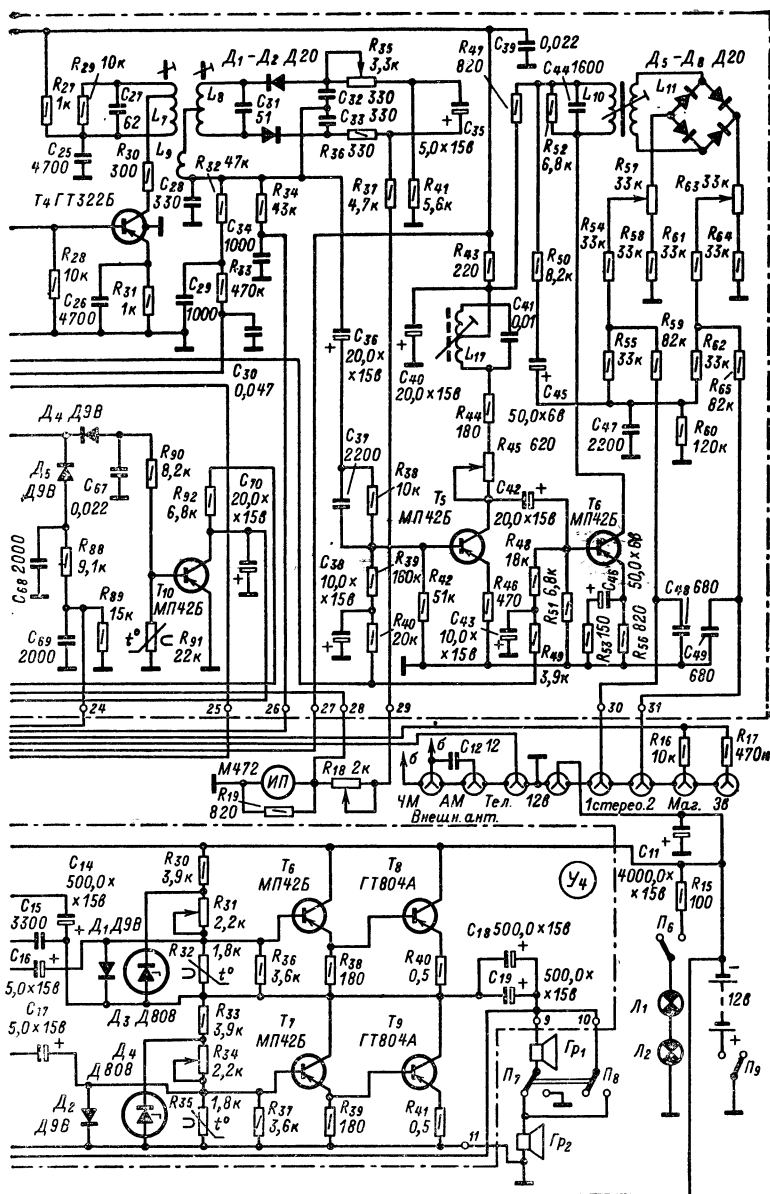 R29 10к
R27
1к
C27
62
L7
Д1-Д2 Д20
L8
C31
51
R35
3,3к
C32 330
C33 330
R36 330
C35
5,0×15в
R47
820
C39
0,022
C44 1600
R52
6,8к
L10
Д5-Д8 Д20
L11
C25
4700
R30
300
L9
C28
330
R32 47к
R34
43к
R37
4,7к
R41
5,6к
R57
33к
R63 33к
T4 ГТ322Б
C34
1000
R33
470к
R43
220
R50
8,2к
R54
33к
R58
33к
R61
33к
R64
33к
R28
10к
C26
4700
R31
1к
C29
1000
C36
20,0×
×15в
L17
C41
0,01
R55
33к
R59
82к
R62
33к
R65
82к
C30
0,047
C40
20,0×15в
C45
50,0×6в
R44
180
C47
2200
R60
120к
Д4 Д9В
Д5
Д9В
C67
0,022
R90
8,2к
C70
20,0×
×15в
R92
6,8к
C37
2200
R38
10к
R45 620
T5
МП42Б
C42
20,0×15в
T6
МП42Б
C68 2000
R88
9,1к
T10
МП42Б
C38
10,0×
×15в
R39
160к
R42
51к
R46
470
R48
18к
R51 6,8к
C46 50,0×6в
R53 150
R56 820
C48 680
C49
680
R89
15к
C69
2000
t°
R91
22к
R40
20к
C43
10,0×
×15в
R49
3,9к
24
25
26
27
28
29
30
31
М472
ИП
R18 2к
R19
820
б
б
C12 12
R16
10к
R17
470к
ЧМ
АМ
Тел.
12в
1стерео.2
Маг.
Зв
Внешн. ант.
C14
500,0×
×15в
R30
3,9к
T6
МП42Б
T8
ГТ804А
У4
C11
4000,0×
×15в
R15
100
C15
3300
Д1 Д9В
R31
2,2к
C16
5,0×15в
R32
1,8к
t°
R36
3,6к
R38
180
R40
0,5
C18 500,0×15в
C19
500,0×
×15в
П6
C17
5,0×15в
Д3 Д808
R33
3,9к
T7
МП42Б
T9
ГТ804А
9
10
Гр1
Л1
12в
Д4
Д808
R34
2,2к
П7
П8
Л2
П9
Д2
Д9В
R35
1,8к
t°
R37
3,6к
R39
180
R41
0,5
11
Гр2